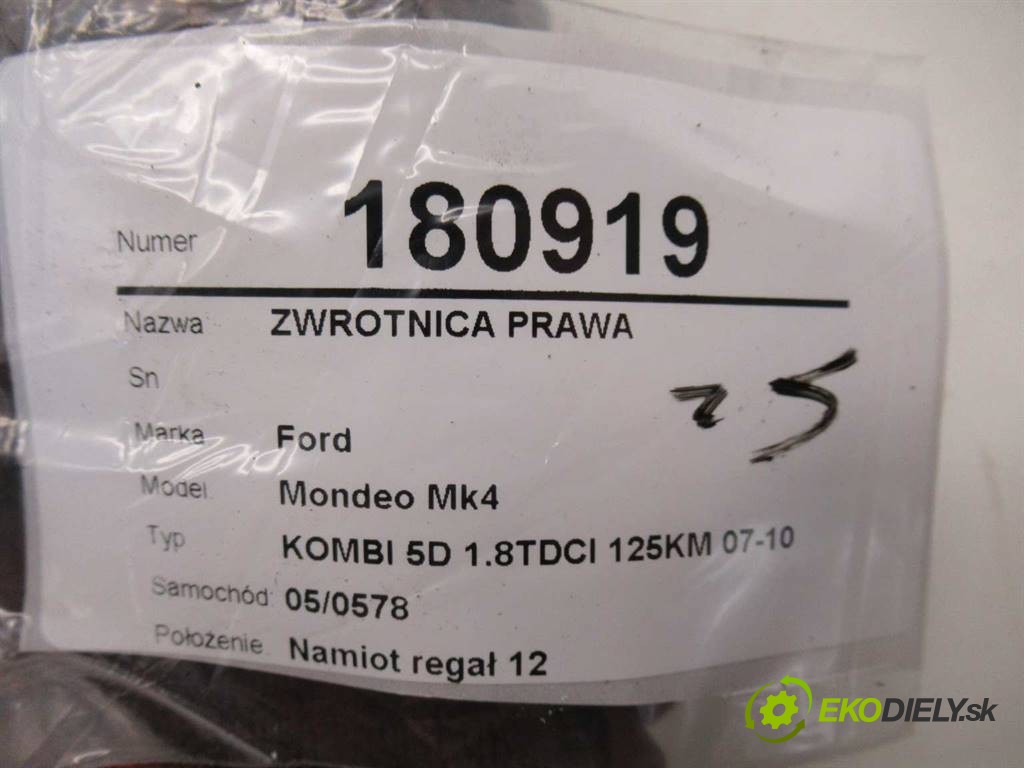 Numer 180919
Nazwa ZWROTNICA PRAWA
Sn
25
Marka Ford
Model Mondeo Mk4
Typ KOMBI 5D 1.8TDCI 125KM 07-10
Samochód 05/0578
Położenie Namiot regał 12
EKODIELY.sk